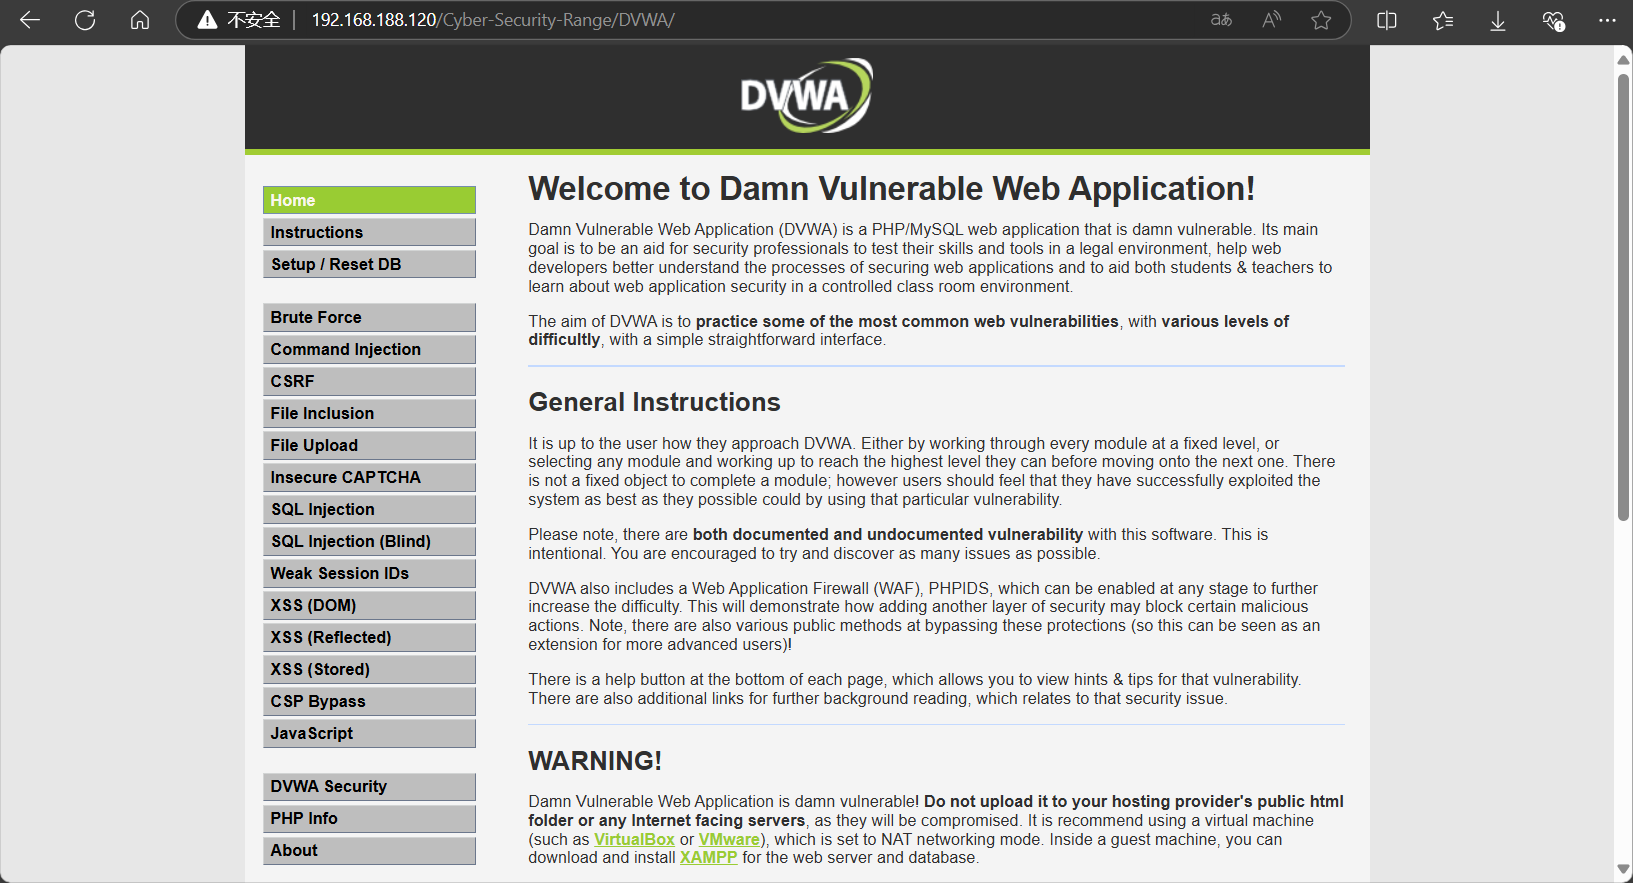 不安全 192.168.188.120/Cyber-Security-Range/DVWA/
DVWA
Home
Instructions
Setup / Reset DB
Brute Force
Command Injection
CSRF
File Inclusion
File Upload
Insecure CAPTCHA
SQL Injection
SQL Injection (Blind)
Weak Session IDs
XSS (DOM)
XSS (Reflected)
XSS (Stored)
CSP Bypass
JavaScript
DVWA Security
PHP Info
About
Welcome to Damn Vulnerable Web Application!
Damn Vulnerable Web Application (DVWA) is a PHP/MySQL web application that is damn vulnerable. Its main
goal is to be an aid for security professionals to test their skills and tools in a legal environment, help web
developers better understand the processes of securing web applications and to aid both students & teachers to
learn about web application security in a controlled class room environment.
The aim of DVWA is to practice some of the most common web vulnerabilities, with various levels of
difficultly, with a simple straightforward interface.
General Instructions
It is up to the user how they approach DVWA. Either by working through every module at a fixed level, or
selecting any module and working up to reach the highest level they can before moving onto the next one. There
is not a fixed object to complete a module; however users should feel that they have successfully exploited the
system as best as they possible could by using that particular vulnerability.
Please note, there are both documented and undocumented vulnerability with this software. This is
intentional. You are encouraged to try and discover as many issues as possible.
DVWA also includes a Web Application Firewall (WAF), PHPIDS, which can be enabled at any stage to further
increase the difficulty. This will demonstrate how adding another layer of security may block certain malicious
actions. Note, there are also various public methods at bypassing these protections (so this can be seen as an
extension for more advanced users)!
There is a help button at the bottom of each page, which allows you to view hints & tips for that vulnerability.
There are also additional links for further background reading, which relates to that security issue.
WARNING!
Damn Vulnerable Web Application is damn vulnerable! Do not upload it to your hosting provider's public html
folder or any Internet facing servers, as they will be compromised. It is recommend using a virtual machine
(such as VirtualBox or VMware), which is set to NAT networking mode. Inside a guest machine, you can
download and install XAMPP for the web server and database.